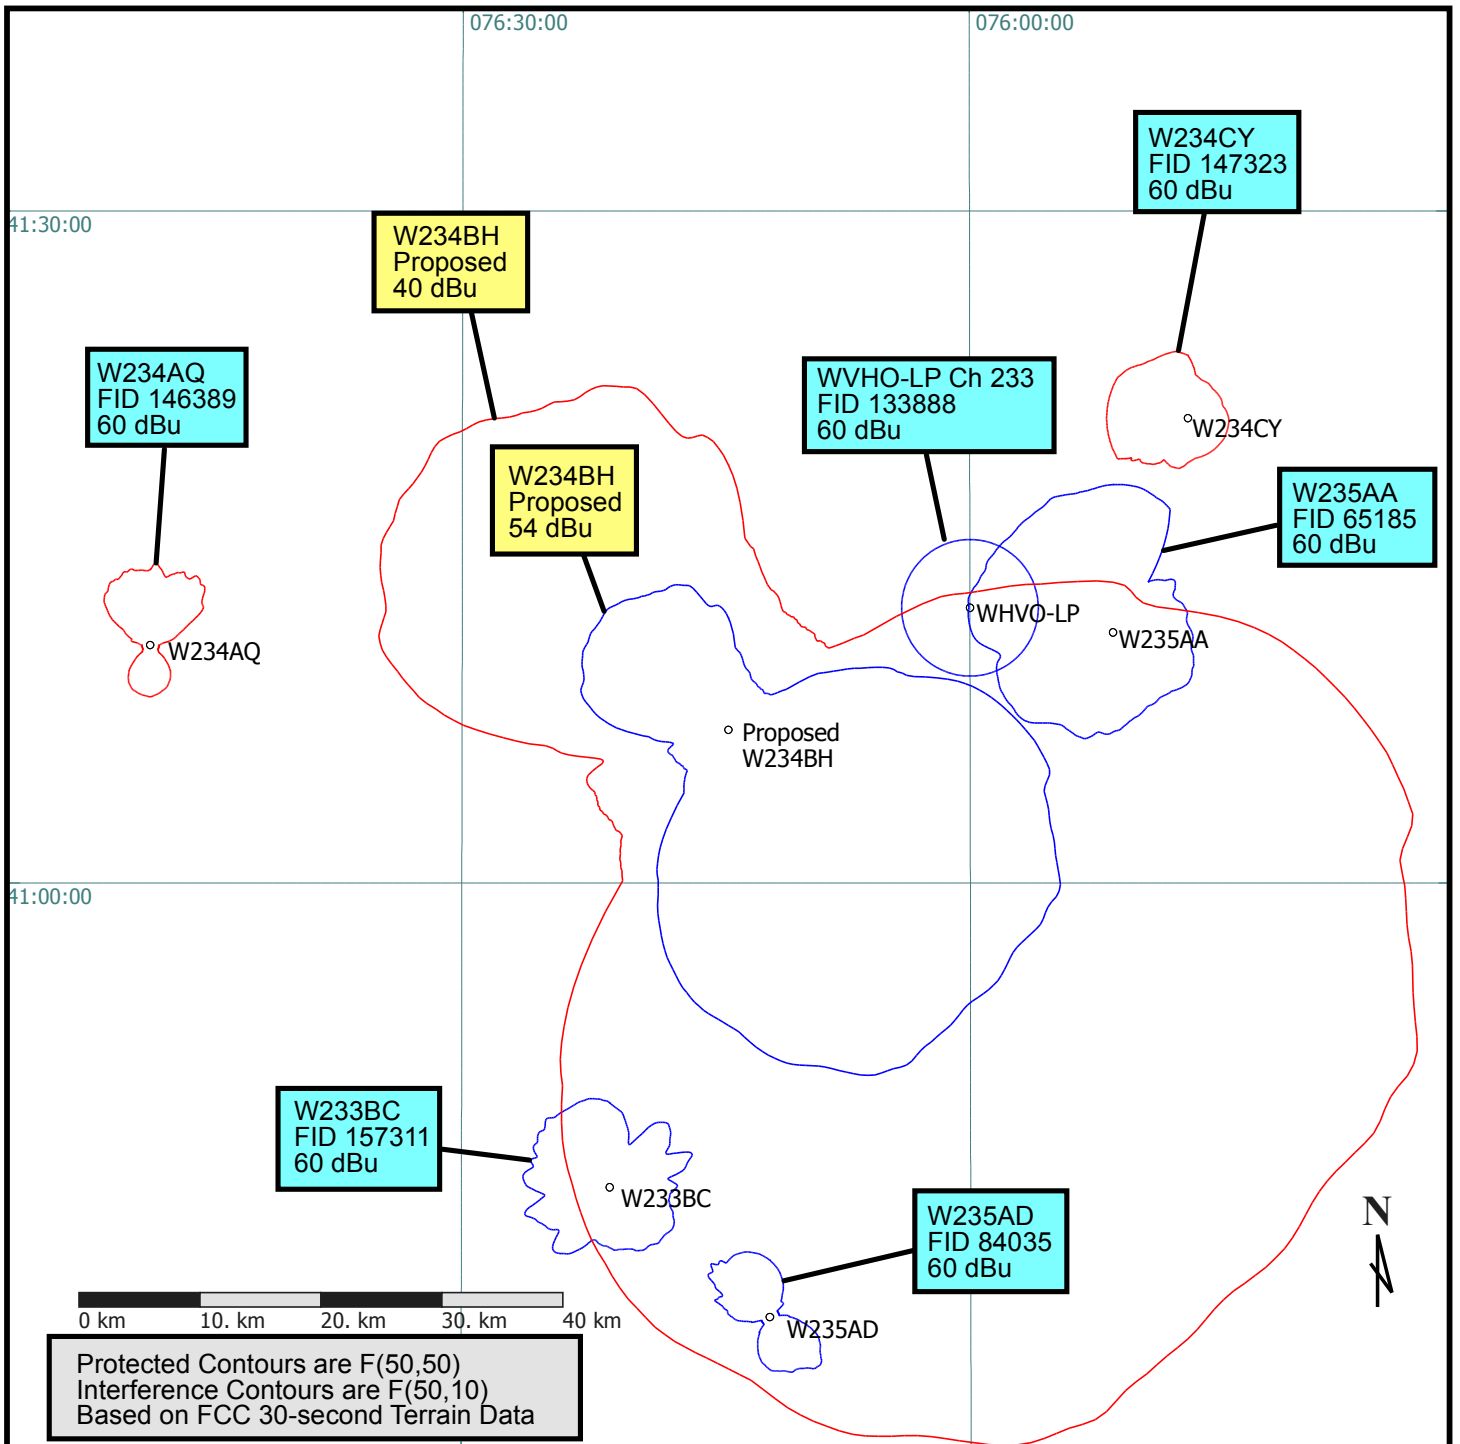 076:30:00
076:00:00
W234CY
FID 147323
60 dBu
41:30:00
W234BH
Proposed
40 dBu
W234AQ
FID 146389
60 dBu
WVHO-LP Ch 233
FID 133888
60 dBu
W234CY
W234BH
Proposed
54 dBu
W235AA
FID 65185
60 dBu
WHVO-LP
W235AA
W234AQ
Proposed
W234BH
41:00:00
W233BC
FID 157311
60 dBu
W233BC
W235AD
FID 84035
60 dBu
N
W235AD
0 km
10. km
20. km
30. km
40 km
Protected Contours are F(50,50)
Interference Contours are F(50,10)
Based on FCC 30-second Terrain Data